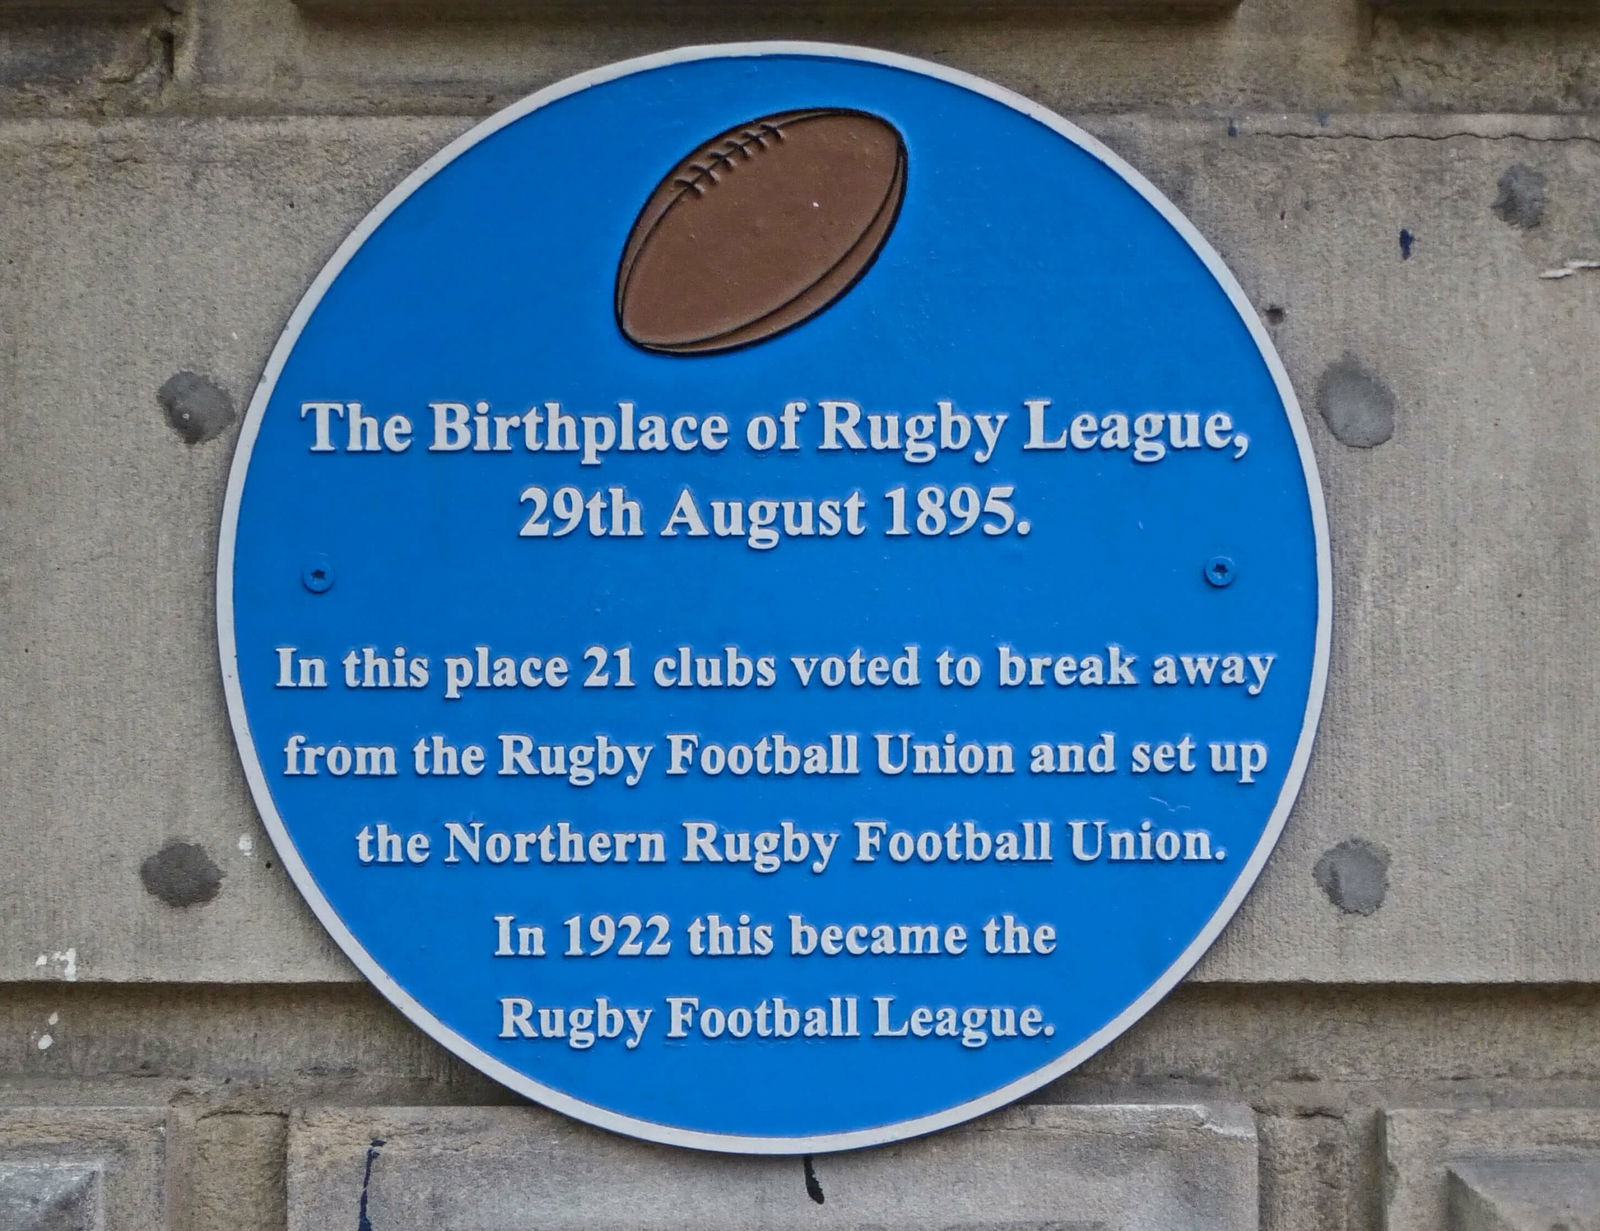 The Birthplace of Rugby League,
29th August 1895.
In this place 21 clubs voted to break away
from the Rugby Football Union and set up
the Northern Rugby Football Union.
In 1922 this became the
Rugby Football League.